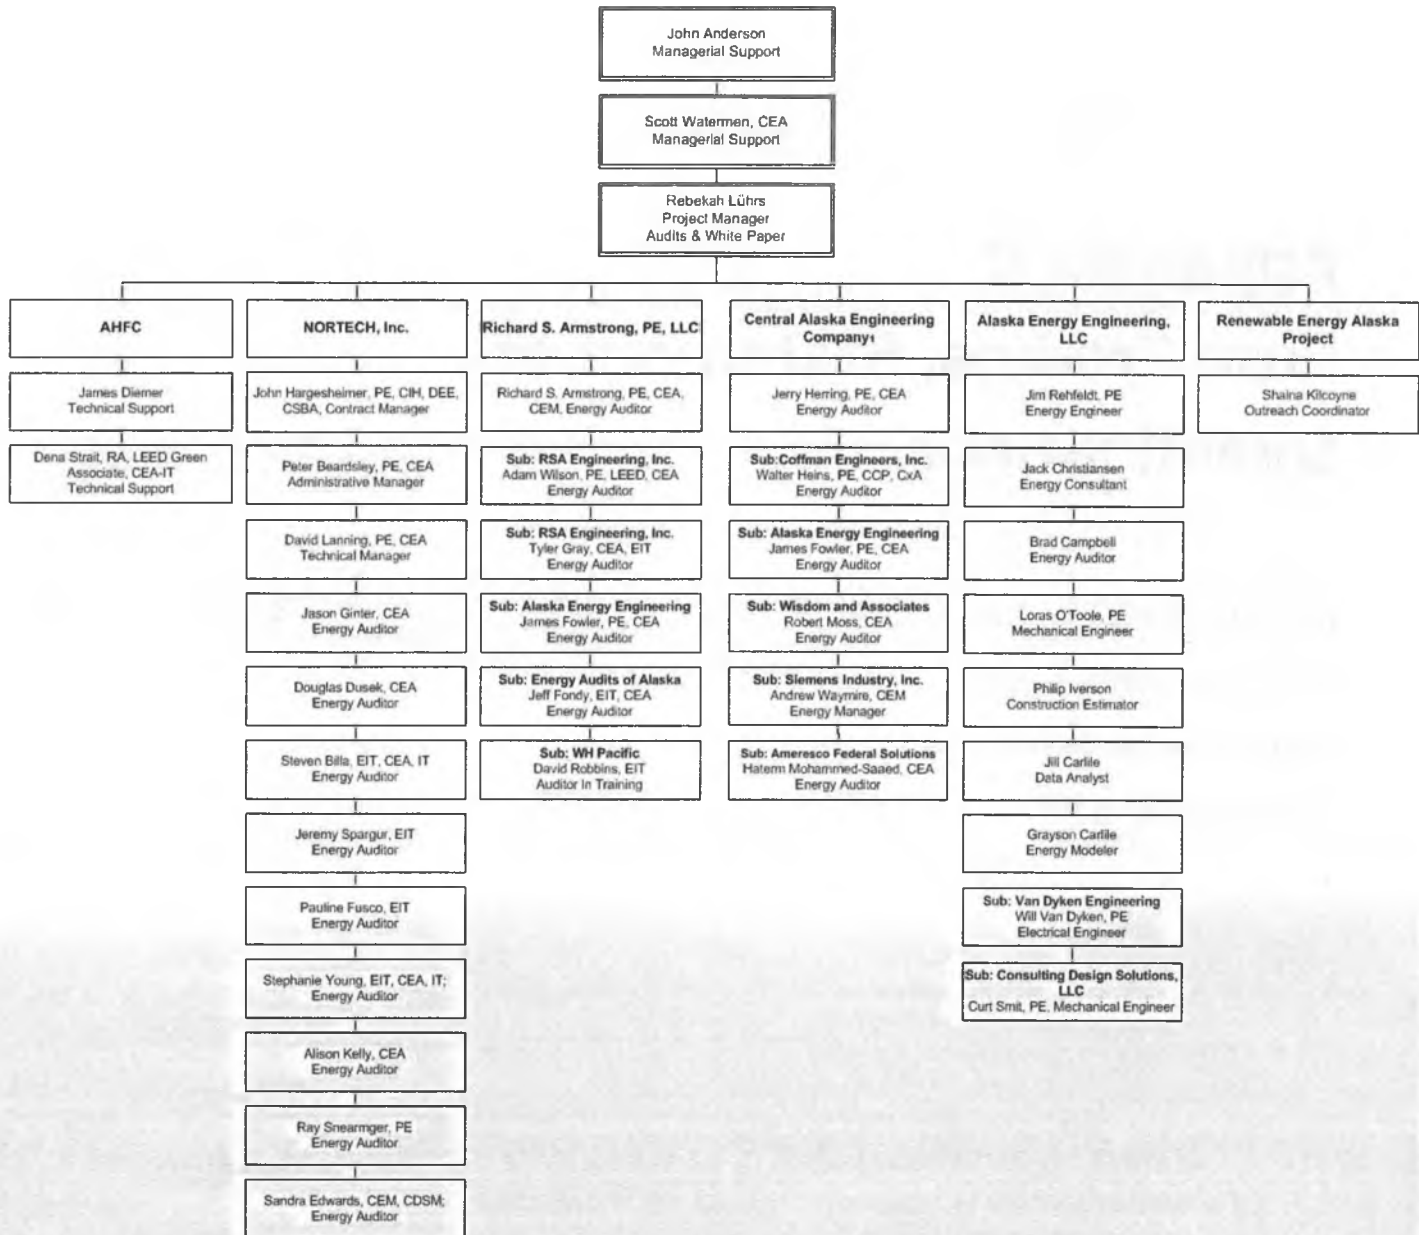 John Anderson
Managerial Support
Scott Watermen, CEA
Managerial Support
Rebekah Lührs
Project Manager
Audits & White Paper
AHFC
James Diemer
Technical Support
Dena Strait, RA, LEED Green
Associate, CEA-IT
Technical Support
NORTECH, Inc.
John Hargesheimer, PE, CIH, DEE,
CSBA, Contract Manager
Peter Beardsley, PE, CEA
Administrative Manager
David Lanning, PE, CEA
Technical Manager
Jason Ginter, CEA
Energy Auditor
Douglas Dusek, CEA
Energy Auditor
Steven Billa, EIT, CEA, IT
Energy Auditor
Jeremy Spargur, EIT
Energy Auditor
Pauline Fusco, EIT
Energy Auditor
Stephanie Young, EIT, CEA, IT;
Energy Auditor
Alison Kelly, CEA
Energy Auditor
Ray Snearmger, PE
Energy Auditor
Sandra Edwards, CEM, CDSM;
Energy Auditor
Richard S. Armstrong, PE, LLC
Richard S. Armstrong, PE, CEA,
CEM, Energy Auditor
Sub: RSA Engineering, Inc.
Adam Wilson, PE, LEED, CEA
Energy Auditor
Sub: RSA Engineering, Inc.
Tyler Gray, CEA, EIT
Energy Auditor
Sub: Alaska Energy Engineering
James Fowler, PE, CEA
Energy Auditor
Sub: Energy Audits of Alaska
Jeff Fondy, EIT, CEA
Energy Auditor
Sub: WH Pacific
David Robbins, EIT
Auditor In Training
Central Alaska Engineering
Company
Jerry Herring, PE, CEA
Energy Auditor
Sub:Coffman Engineers, Inc.
Walter Heins, PE, CCP, CxA
Energy Auditor
Sub: Alaska Energy Engineering
James Fowler, PE, CEA
Energy Auditor
Sub: Wisdom and Associates
Robert Moss, CEA
Energy Auditor
Sub: Siemens Industry, Inc.
Andrew Waymire, CEM
Energy Manager
Sub: Ameresco Federal Solutions
Hatem Mohammed-Saaed, CEA
Energy Auditor
Alaska Energy Engineering,
LLC
Jim Rehfeldt, PE
Energy Engineer
Jack Christiansen
Energy Consultant
Brad Campbell
Energy Auditor
Loras O'Toole, PE
Mechanical Engineer
Philip Iverson
Construction Estimator
Jill Carlile
Data Analyst
Grayson Carlile
Energy Modeler
Sub: Van Dyken Engineering
Will Van Dyken, PE
Electrical Engineer
Sub: Consulting Design Solutions,
LLC
Curt Smit, PE, Mechanical Engineer
Renewable Energy Alaska
Project
Shaina Kilcoyne
Outreach Coordinator